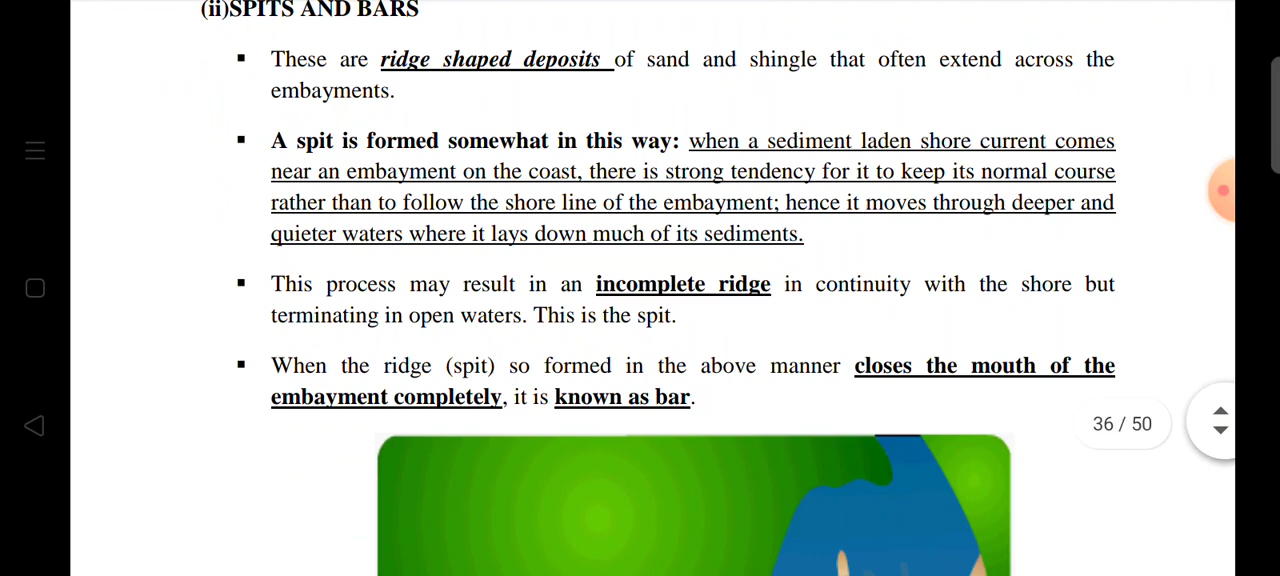 (ii)SPITS AND BARS
▪ These are ridge shaped deposits of sand and shingle that often extend across the
embayments.
▪ A spit is formed somewhat in this way: when a sediment laden shore current comes
near an embayment on the coast, there is strong tendency for it to keep its normal course
rather than to follow the shore line of the embayment; hence it moves through deeper and
quieter waters where it lays down much of its sediments.
▪ This process may result in an incomplete ridge in continuity with the shore but
terminating in open waters. This is the spit.
▪ When the ridge (spit) so formed in the above manner closes the mouth of the
embayment completely, it is known as bar.
36 / 50